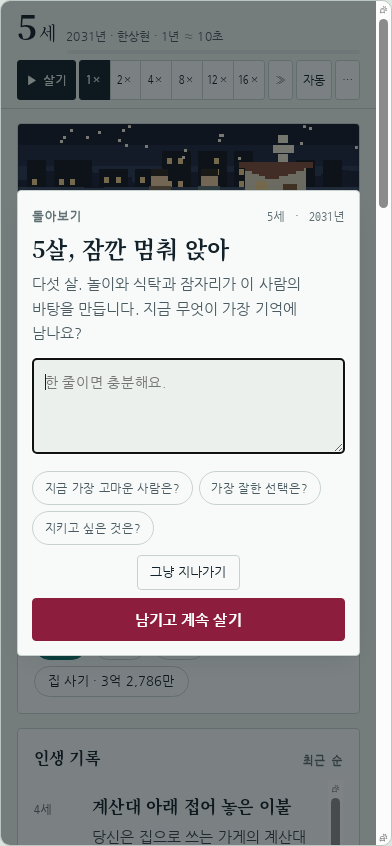 5세 2031년 · 한상현 · 1년 ≈ 10초
▶ 살기 1× 2× 4× 8× 12× 16× ≫ 자동 …
돌아보기 5세 · 2031년
5살, 잠깐 멈춰 앉아
다섯 살. 놀이와 식탁과 잠자리가 이 사람의
바탕을 만듭니다. 지금 무엇이 가장 기억에
남나요?
한 줄이면 충분해요.
지금 가장 고마운 사람은? 가장 잘한 선택은?
지키고 싶은 것은?
그냥 지나가기
남기고 계속 살기
집 사기 · 3억 2,786만
인생 기록 최근 순
4세 계산대 아래 접어 놓은 이불
당신은 집으로 쓰는 가게의 계산대